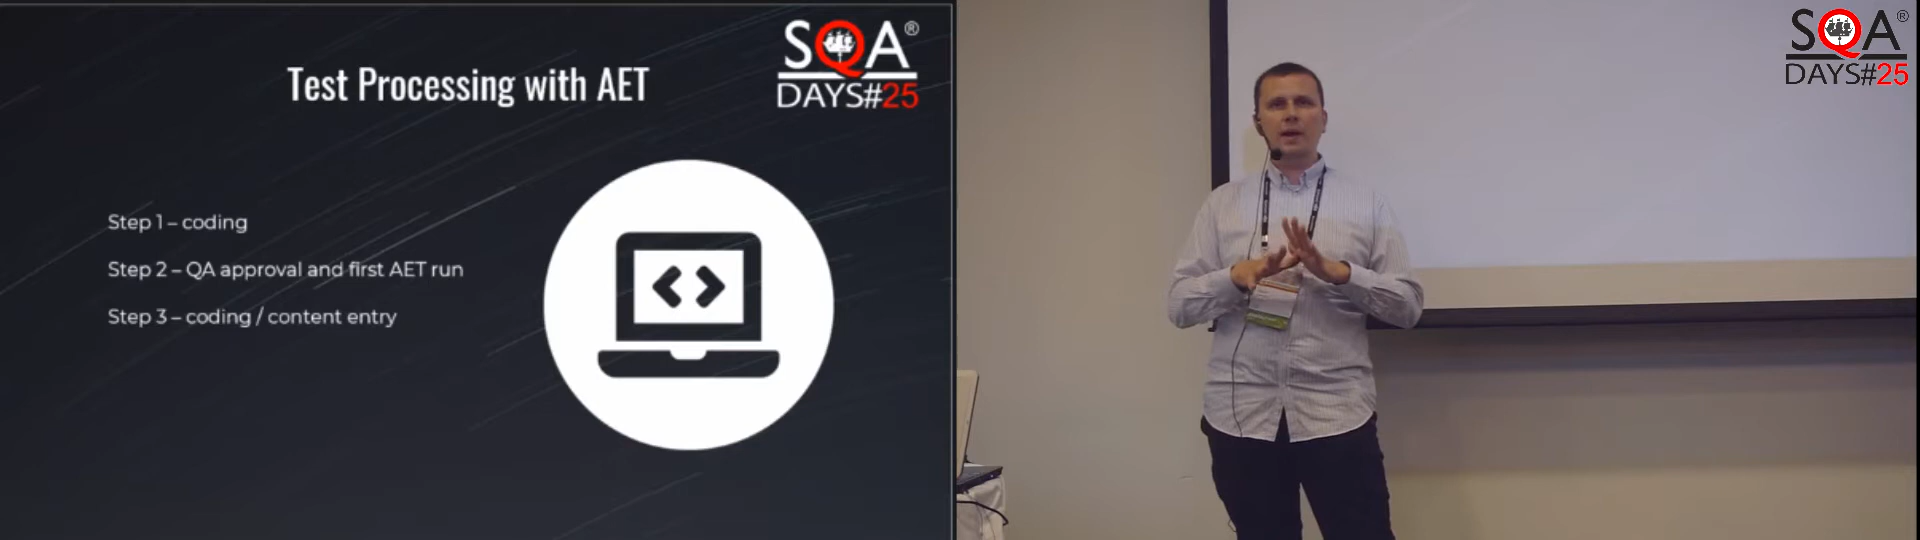 Test Processing with AET
SQA®
DAYS#25
Step 1 – coding
Step 2 – QA approval and first AET run
Step 3 – coding / content entry
SQA®
DAYS#25